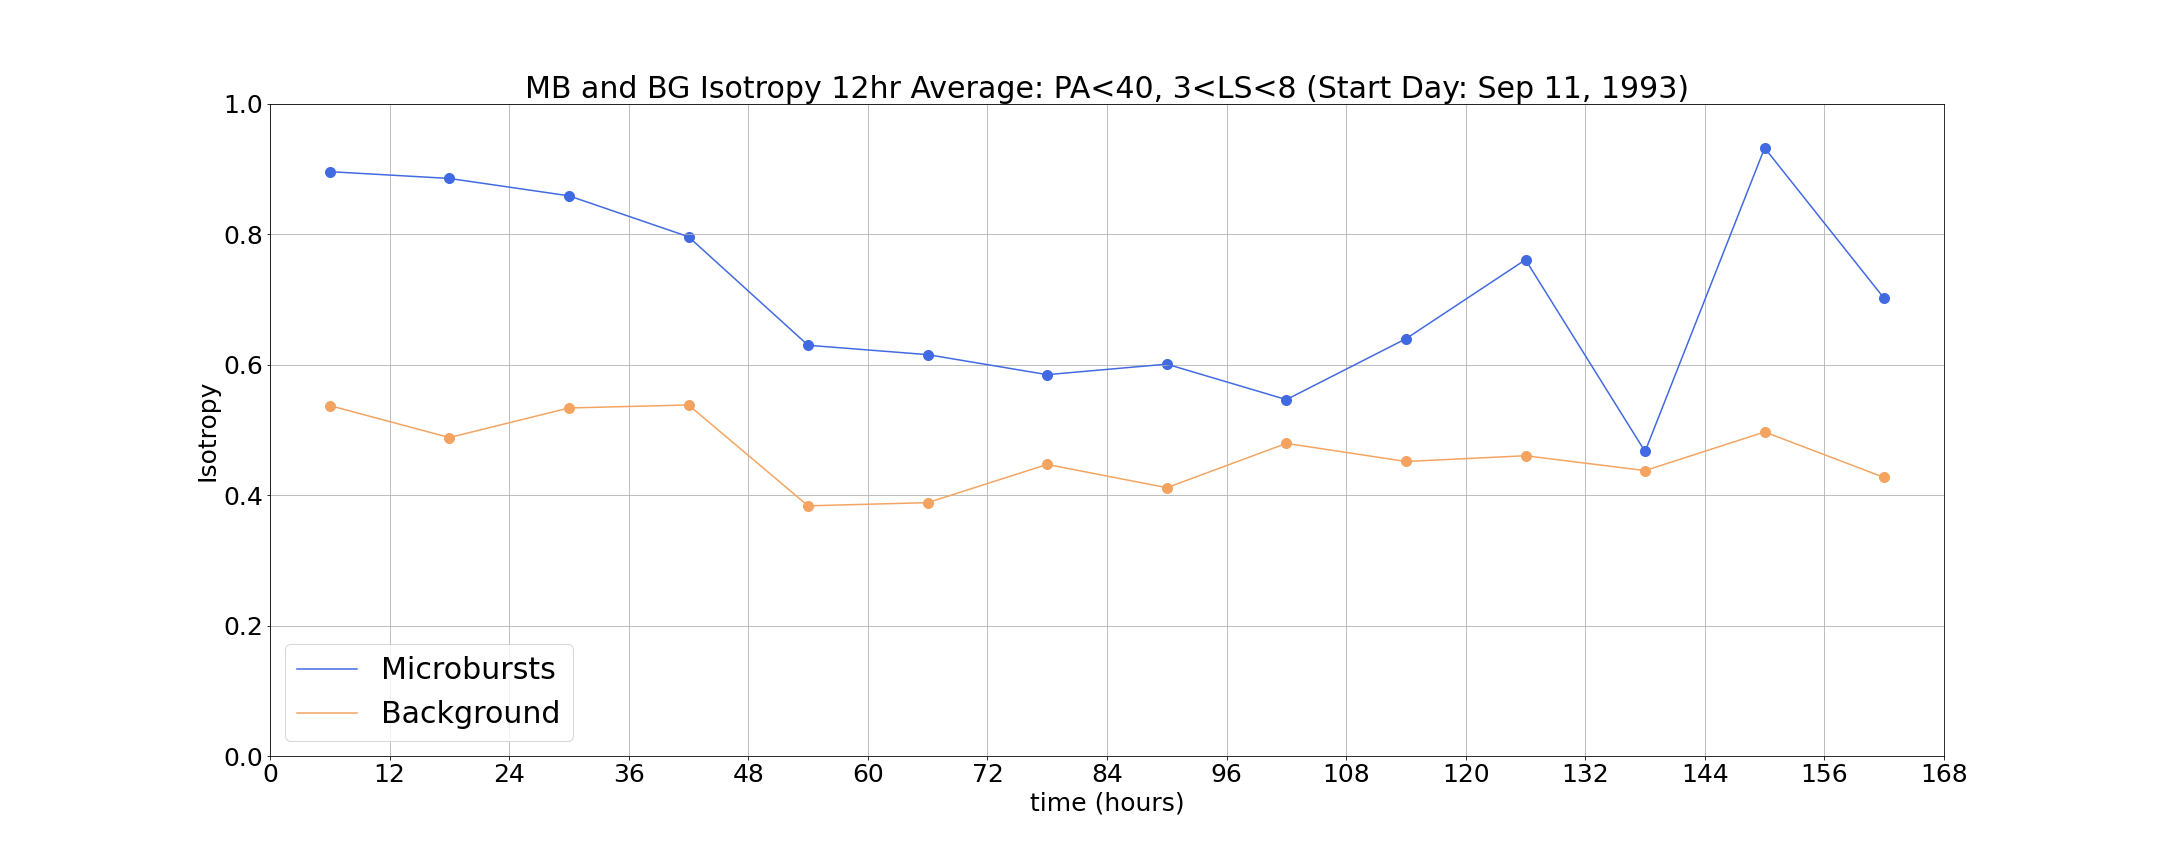 MB and BG Isotropy 12hr Average: PA<40, 3<LS<8 (Start Day: Sep 11, 1993)
1.0
0.8
0.6
0.4
0.2
0.0
Isotropy
Microbursts
Background
0 12 24 36 48 60 72 84 96 108 120 132 144 156 168
time (hours)